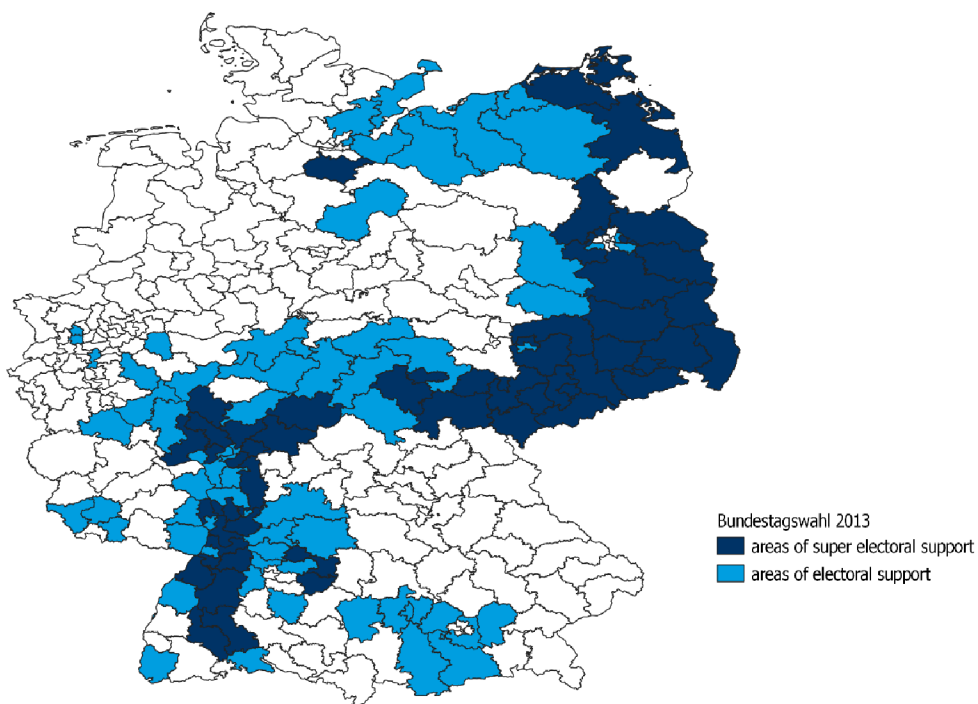 Bundestagswahl 2013
areas of super electoral support
areas of electoral support